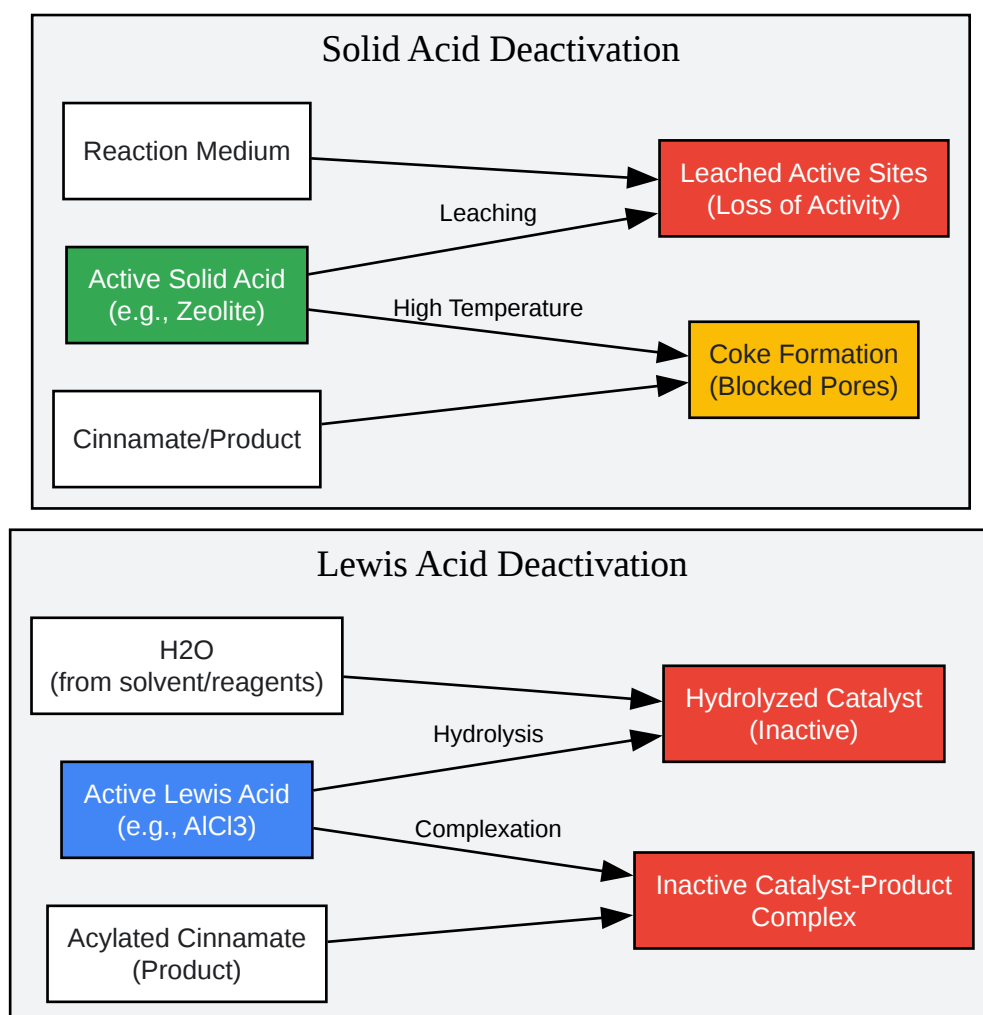 Solid Acid Deactivation
Reaction Medium
Leached Active Sites
(Loss of Activity)
Leaching
Active Solid Acid
(e.g., Zeolite)
High Temperature
Coke Formation
(Blocked Pores)
Cinnamate/Product
Lewis Acid Deactivation
H2O
(from solvent/reagents)
Hydrolyzed Catalyst
(Inactive)
Hydrolysis
Active Lewis Acid
(e.g., AlCl3)
Complexation
Inactive Catalyst-Product
Complex
Acylated Cinnamate
(Product)